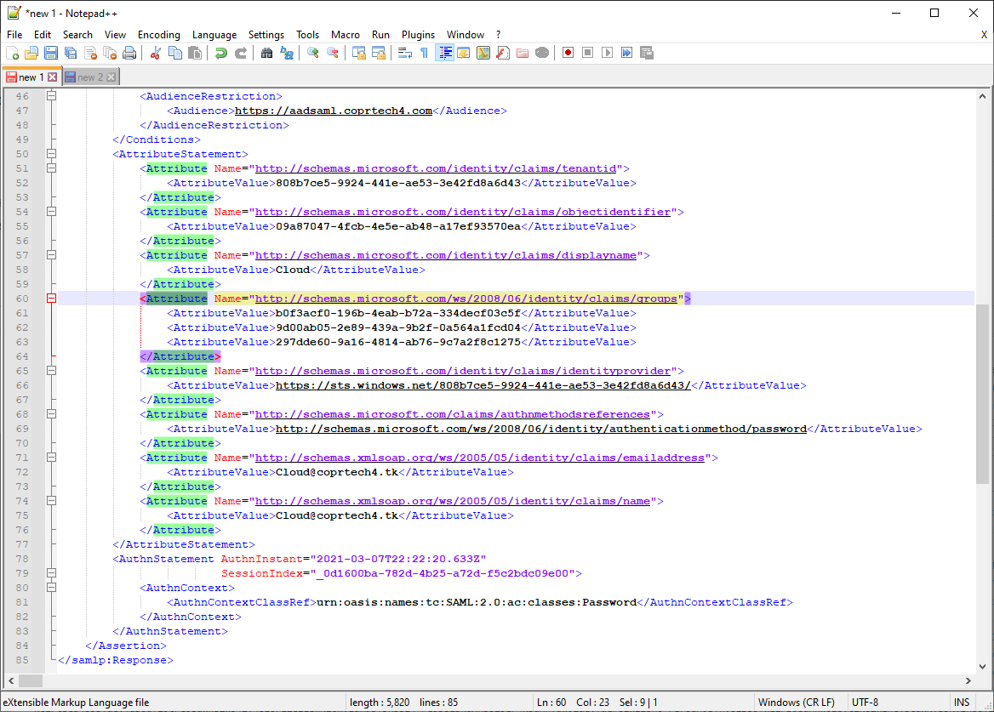 *new 1 - Notepad++
File Edit Search View Encoding Language Settings Tools Macro Run Plugins Window ? X
new 1 new 2
46 <AudienceRestriction>
47 <Audience>https://aadsaml.coprtech4.com</Audience>
48 </AudienceRestriction>
49 </Conditions>
50 <AttributeStatement>
51 <Attribute Name="http://schemas.microsoft.com/identity/claims/tenantid">
52 <AttributeValue>808b7ce5-9924-441e-ae53-3e42fd8a6d43</AttributeValue>
53 </Attribute>
54 <Attribute Name="http://schemas.microsoft.com/identity/claims/objectidentifier">
55 <AttributeValue>09a87047-4fcb-4e5e-ab48-a17ef93570ea</AttributeValue>
56 </Attribute>
57 <Attribute Name="http://schemas.microsoft.com/identity/claims/displayname">
58 <AttributeValue>Cloud</AttributeValue>
59 </Attribute>
60 <Attribute Name="http://schemas.microsoft.com/ws/2008/06/identity/claims/groups">
61 <AttributeValue>b0f3acf0-196b-4eab-b72a-334decf03c5f</AttributeValue>
62 <AttributeValue>9d00ab05-2e89-439a-9b2f-0a564a1fcd04</AttributeValue>
63 <AttributeValue>297dde60-9a16-4814-ab76-9c7a2f8c1275</AttributeValue>
64 </Attribute>
65 <Attribute Name="http://schemas.microsoft.com/identity/claims/identityprovider">
66 <AttributeValue>https://sts.windows.net/808b7ce5-9924-441e-ae53-3e42fd8a6d43/</AttributeValue>
67 </Attribute>
68 <Attribute Name="http://schemas.microsoft.com/claims/authnmethodsreferences">
69 <AttributeValue>http://schemas.microsoft.com/ws/2008/06/identity/authenticationmethod/password</AttributeValue>
70 </Attribute>
71 <Attribute Name="http://schemas.xmlsoap.org/ws/2005/05/identity/claims/emailaddress">
72 <AttributeValue>Cloud@coprtech4.tk</AttributeValue>
73 </Attribute>
74 <Attribute Name="http://schemas.xmlsoap.org/ws/2005/05/identity/claims/name">
75 <AttributeValue>Cloud@coprtech4.tk</AttributeValue>
76 </Attribute>
77 </AttributeStatement>
78 <AuthnStatement AuthnInstant="2021-03-07T22:22:20.633Z"
79 SessionIndex="_0d1600ba-782d-4b25-a72d-f5c2bdc09e00">
80 <AuthnContext>
81 <AuthnContextClassRef>urn:oasis:names:tc:SAML:2.0:ac:classes:Password</AuthnContextClassRef>
82 </AuthnContext>
83 </AuthnStatement>
84 </Assertion>
85 </samlp:Response>
eXtensible Markup Language file length : 5,820 lines : 85 Ln : 60 Col : 23 Sel : 9 | 1 Windows (CR LF) UTF-8 INS